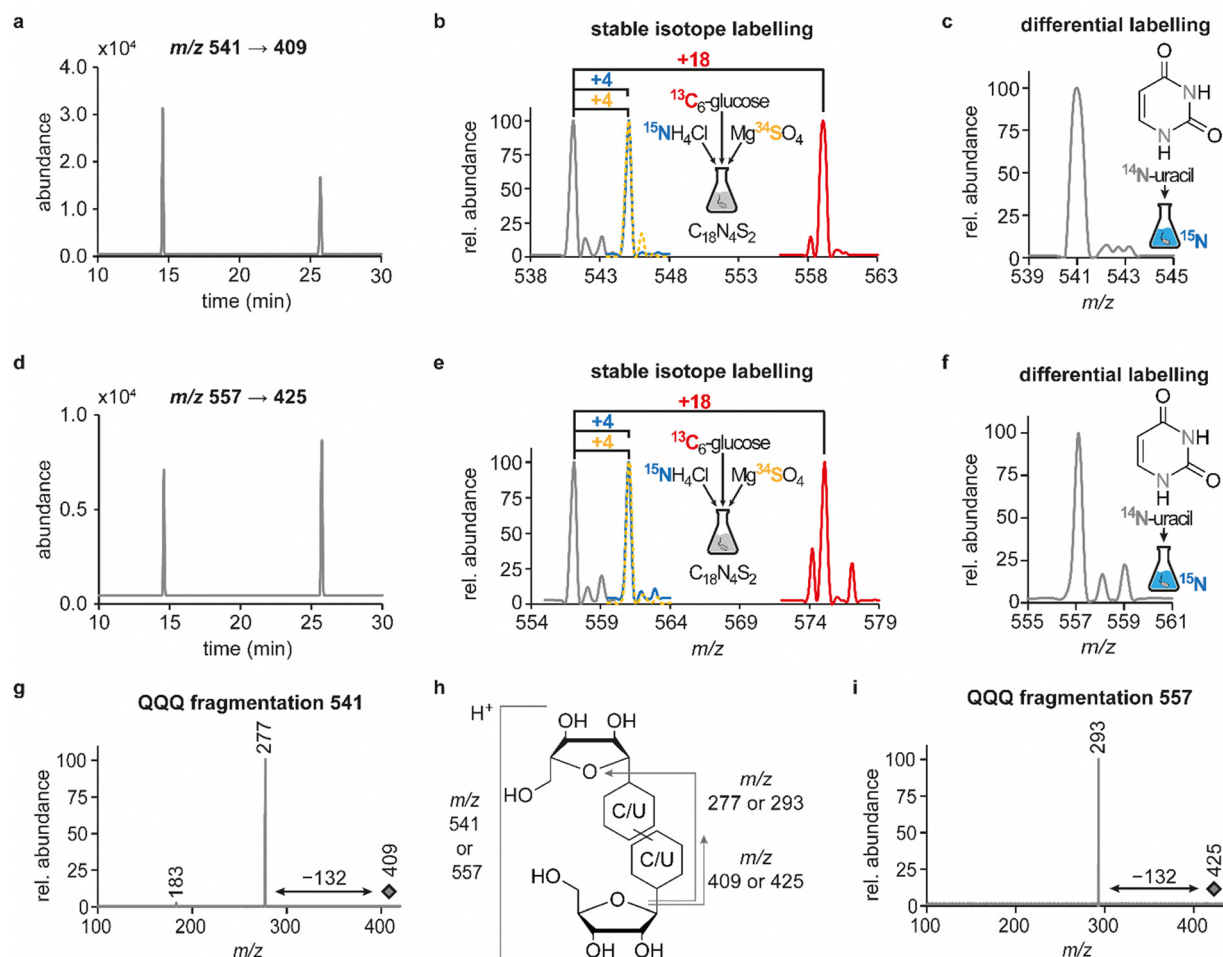 a
x10⁴
m/z 541 → 409
4.0
3.0
2.0
1.0
0.0
abundance
10 15 20 25 30
time (min)
b
stable isotope labelling
+18
+4
+4
¹³C₆-glucose
¹⁵NH₄Cl
Mg³⁴SO₄
C₁₈N₄S₂
100
75
50
25
0
rel. abundance
538 543 548 553 558 563
c
differential labelling
O
NH
N
H
O
¹⁴N-uracil
¹⁵N
100
75
50
25
0
rel. abundance
539 541 543 545
m/z
d
x10⁴
m/z 557 → 425
1.0
0.5
0.0
abundance
10 15 20 25 30
time (min)
e
stable isotope labelling
+18
+4
+4
¹³C₆-glucose
¹⁵NH₄Cl
Mg³⁴SO₄
C₁₈N₄S₂
100
75
50
25
0
rel. abundance
554 559 564 569 574 579
m/z
f
differential labelling
O
NH
N
H
O
¹⁴N-uracil
¹⁵N
100
75
50
25
0
rel. abundance
555 557 559 561
m/z
g
QQQ fragmentation 541
277
183
409
−132
100
75
50
25
0
rel. abundance
100 200 300 400
m/z
h
H⁺
OH OH
O
HO
C/U
C/U
m/z
541
or
557
m/z
277 or 293
m/z
409 or 425
HO
O
OH OH
i
QQQ fragmentation 557
293
425
−132
100
75
50
25
0
rel. abundance
100 200 300 400
m/z